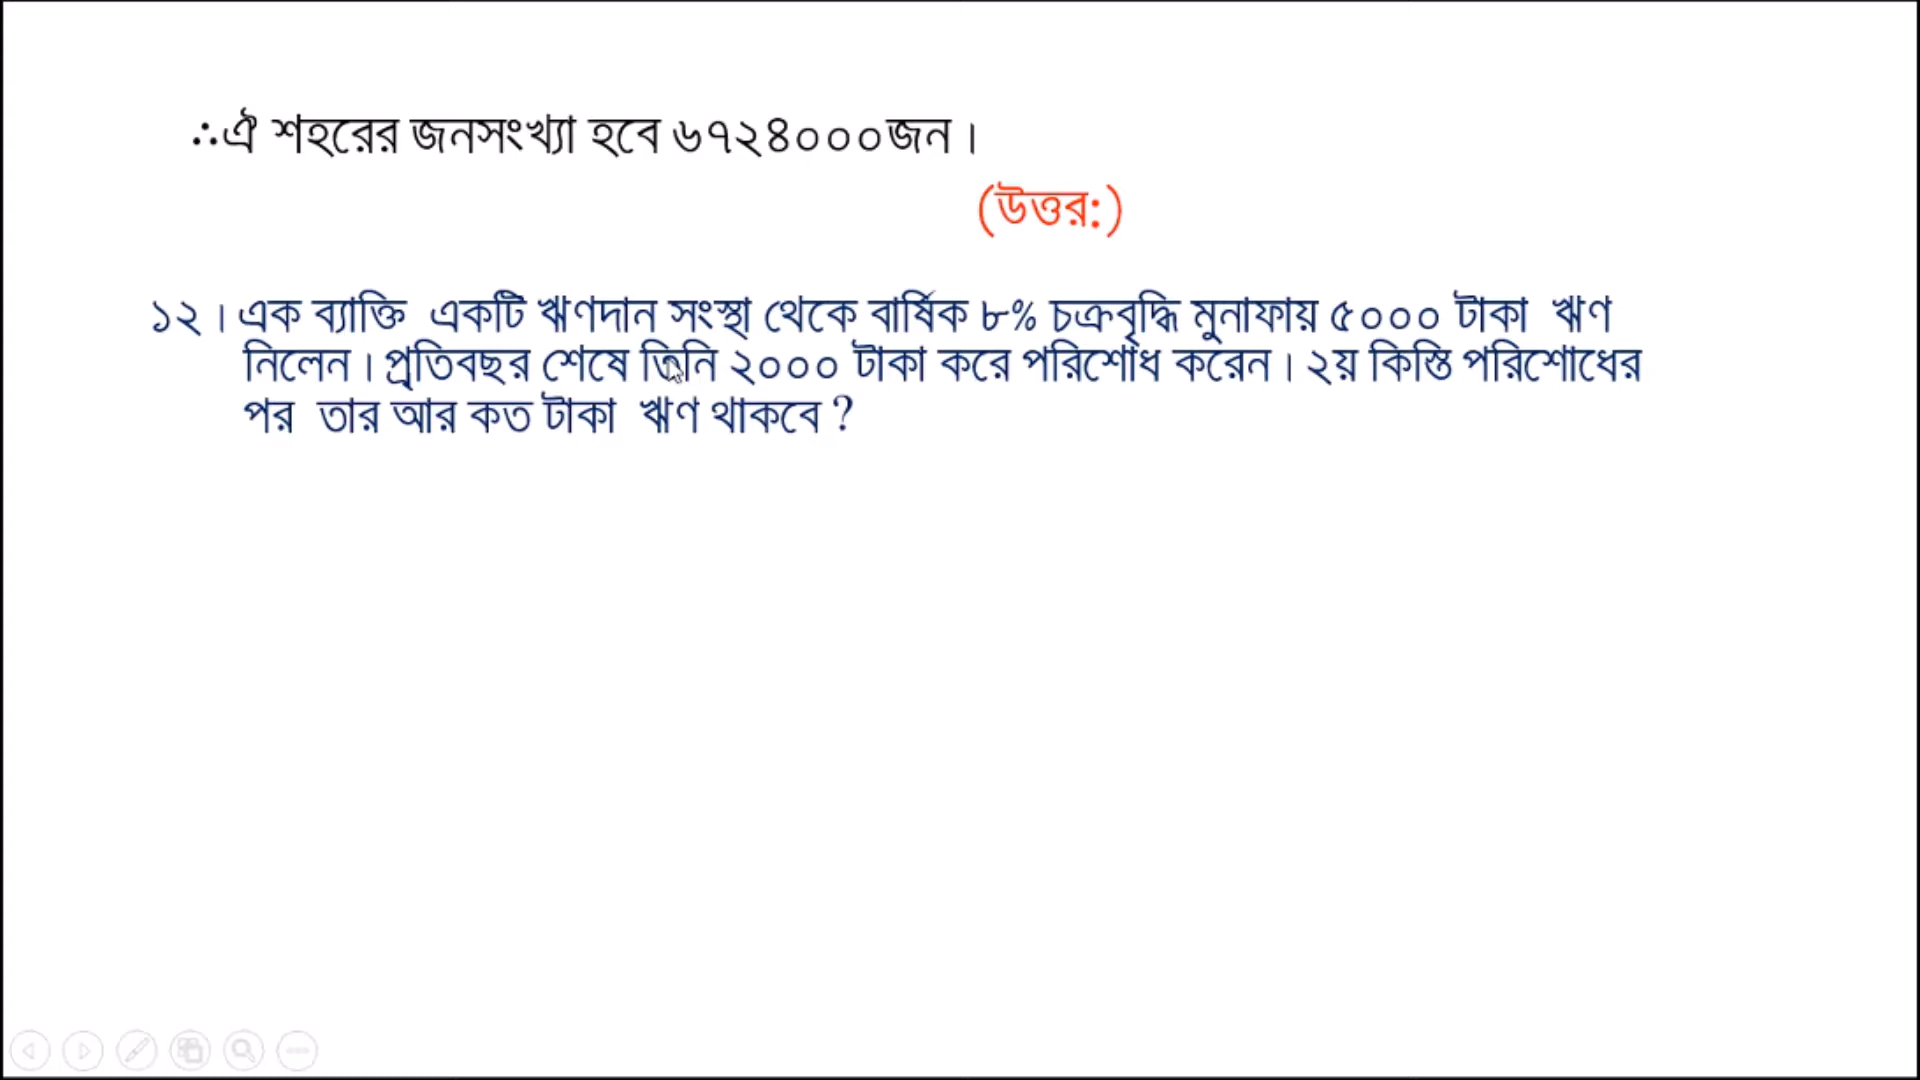 ∴ঐ শহরের জনসংখ্যা হবে ৬৭২৪০০০জন।
(উত্তর:)
১২। এক ব্যাক্তি একটি ঋণদান সংস্থা থেকে বার্ষিক ৮% চক্রবৃদ্ধি মুনাফায় ৫০০০ টাকা ঋণ
নিলেন। প্রতিবছর শেষে তিনি ২০০০ টাকা করে পরিশোধ করেন। ২য় কিস্তি পরিশোধের
পর তার আর কত টাকা ঋণ থাকবে ?